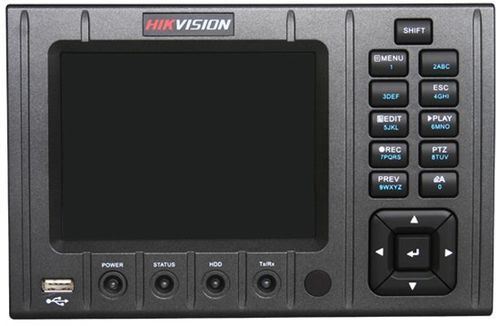 HIKVISION
SHIFT
MENU
1
2ABC
3DEF
ESC
4GHI
EDIT
5JKL
PLAY
6MNO
REC
7PQRS
PTZ
8TUV
PREV
9WXYZ
A
0
POWER
STATUS
HDD
Tx/Rx